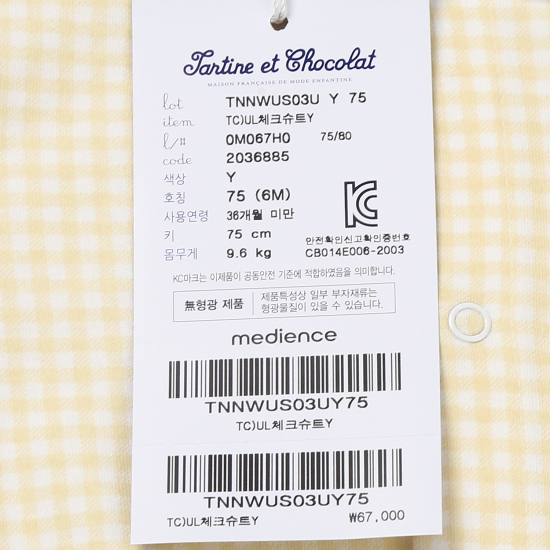 Tartine et Chocolat
MAISON FRANÇAISE DE MODE ENFANTINE
lot TNNWUS03U Y 75
item TC)UL체크슈트Y
l/# 0M067H0 75/80
code 2036885
색상 Y
호칭 75 (6M)
사용연령 36개월 미만
키 75 cm
몸무게 9.6 kg
안전확인신고확인증번호
CB014E006-2003
KC마크는 이제품이 공통안전 기준에 적합하였음을 의미합니다.
無형광 제품
제품특성상 일부 부자재류는
형광물질이 있을 수 있습니다.
medience
TNNWUS03UY75
TC)UL체크슈트Y
TNNWUS03UY75
TC)UL체크슈트Y ₩67,000